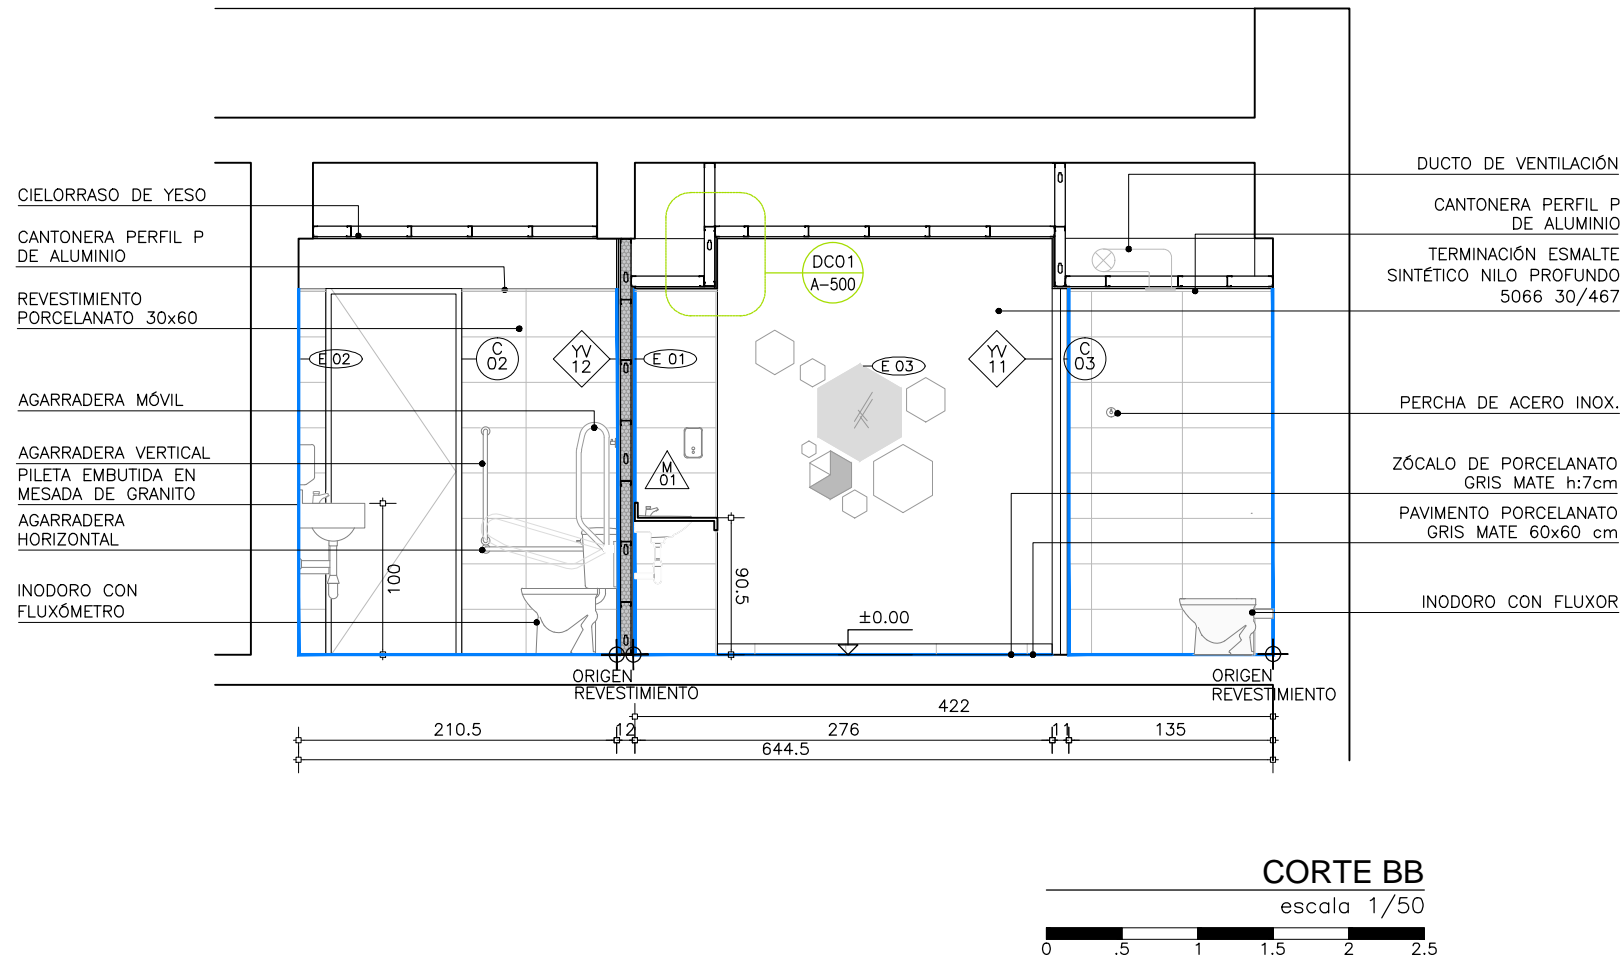 CIELORRASO DE YESO
CANTONERA PERFIL P
DE ALUMINIO
REVESTIMIENTO
PORCELANATO 30x60
AGARRADERA MÓVIL
AGARRADERA VERTICAL
PILETA EMBUTIDA EN
MESADA DE GRANITO
AGARRADERA
HORIZONTAL
INODORO CON
FLUXÓMETRO
DUCTO DE VENTILACIÓN
CANTONERA PERFIL P
DE ALUMINIO
TERMINACIÓN ESMALTE
SINTÉTICO NILO PROFUNDO
5066 30/467
PERCHA DE ACERO INOX.
ZÓCALO DE PORCELANATO
GRIS MATE h:7cm
PAVIMENTO PORCELANATO
GRIS MATE 60x60 cm
INODORO CON FLUXOR
DC01
A-500
E 02
C
02
YV
12
E 01
E 03
YV
11
C
03
M
01
100
90.5
±0.00
ORIGEN
REVESTIMIENTO
ORIGEN
REVESTIMIENTO
422
210.5
12
276
11
135
644.5
CORTE BB
escala 1/50
0 .5 1 1.5 2 2.5